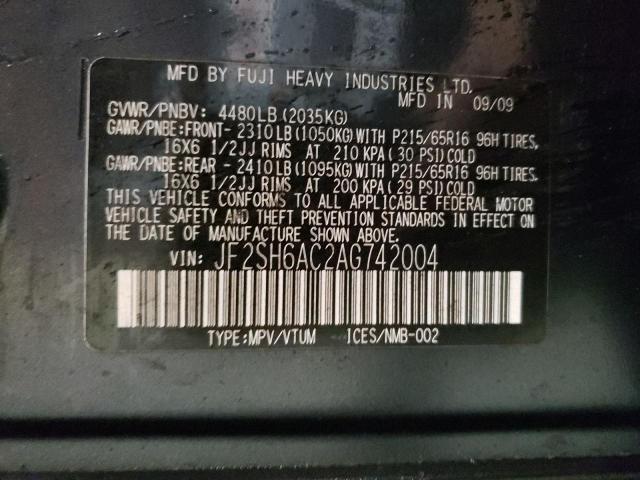 MFD BY FUJI HEAVY INDUSTRIES LTD.
MFD IN 09/09
GVWR/PNBV: 4480LB(2035KG)
GAWR/PNBE:FRONT- 2310LB(1050KG)WITH P215/65R16 96H TIRES,
16X6 1/2JJ RIMS AT 210 KPA( 30 PSI)COLD
GAWR/PNBE:REAR - 2410LB(1095KG)WITH P215/65R16 96H TIRES,
16X6 1/2JJ RIMS AT 200 KPA( 29 PSI)COLD
THIS VEHICLE CONFORMS TO ALL APPLICABLE FEDERAL MOTOR
VEHICLE SAFETY AND THEFT PREVENTION STANDARDS IN EFFECT ON
THE DATE OF MANUFACTURE SHOWN ABOVE.
VIN: JF2SH6AC2AG742004
TYPE:MPV/VTUM ICES/NMB-002